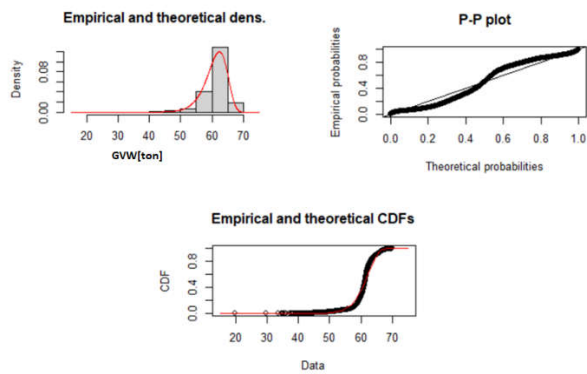 Empirical and theoretical dens.
Density
0.00 0.08
20 30 40 50 60 70
GVW[ton]
P-P plot
Empirical probabilities
0.0 0.4 0.8
0.0 0.2 0.4 0.6 0.8 1.0
Theoretical probabilities
Empirical and theoretical CDFs
CDF
0.0 0.4 0.8
20 30 40 50 60 70
Data